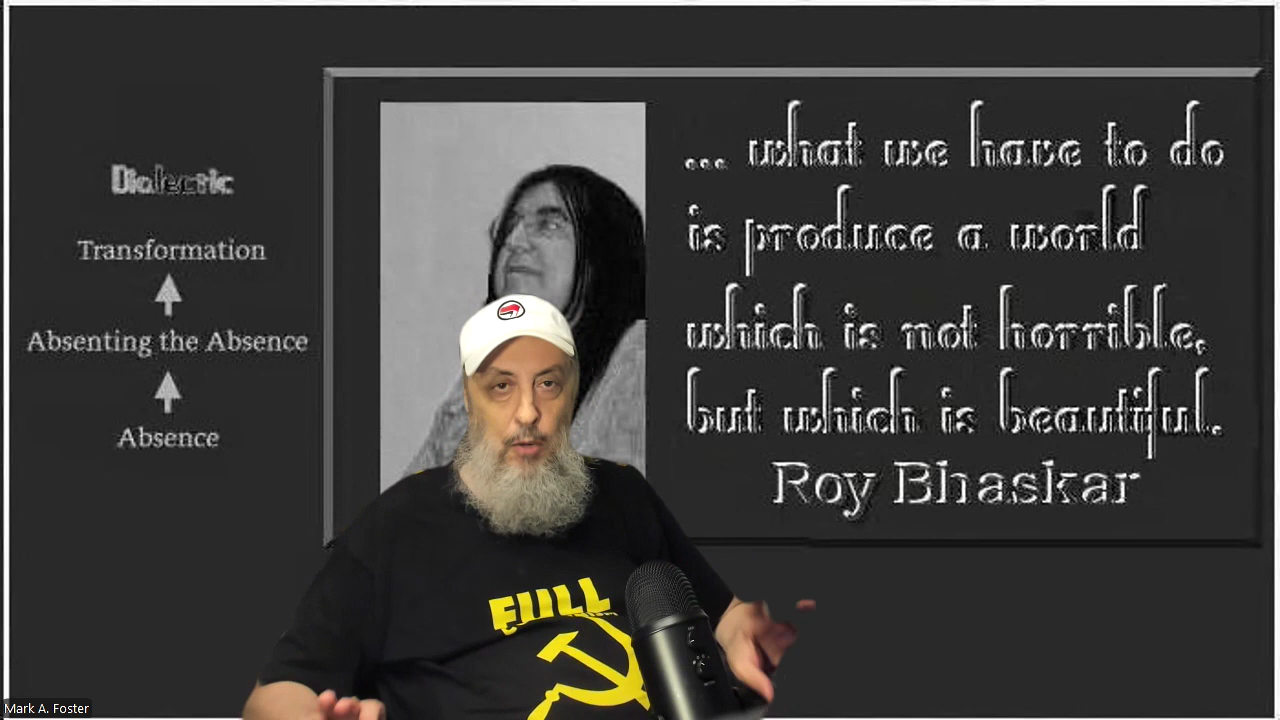 Dialectic
Transformation
Absenting the Absence
Absence
... what we have to do
is produce a world
which is not horrible,
but which is beautiful.
Roy Bhaskar
FULL
Mark A. Foster